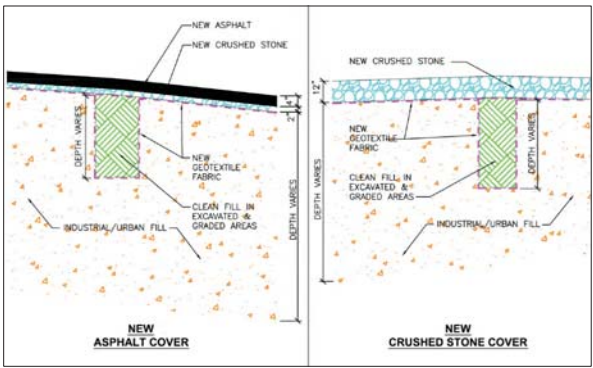 NEW ASPHALT
NEW CRUSHED STONE
4"
2"
DEPTH VARIES
NEW
GEOTEXTILE
FABRIC
CLEAN FILL IN
EXCAVATED &
GRADED AREAS
INDUSTRIAL/URBAN FILL
DEPTH VARIES
NEW
ASPHALT COVER
NEW CRUSHED STONE
12"
NEW
GEOTEXTILE
FABRIC
DEPTH VARIES
CLEAN FILL IN
EXCAVATED &
GRADED AREAS
DEPTH VARIES
INDUSTRIAL/URBAN FILL
NEW
CRUSHED STONE COVER